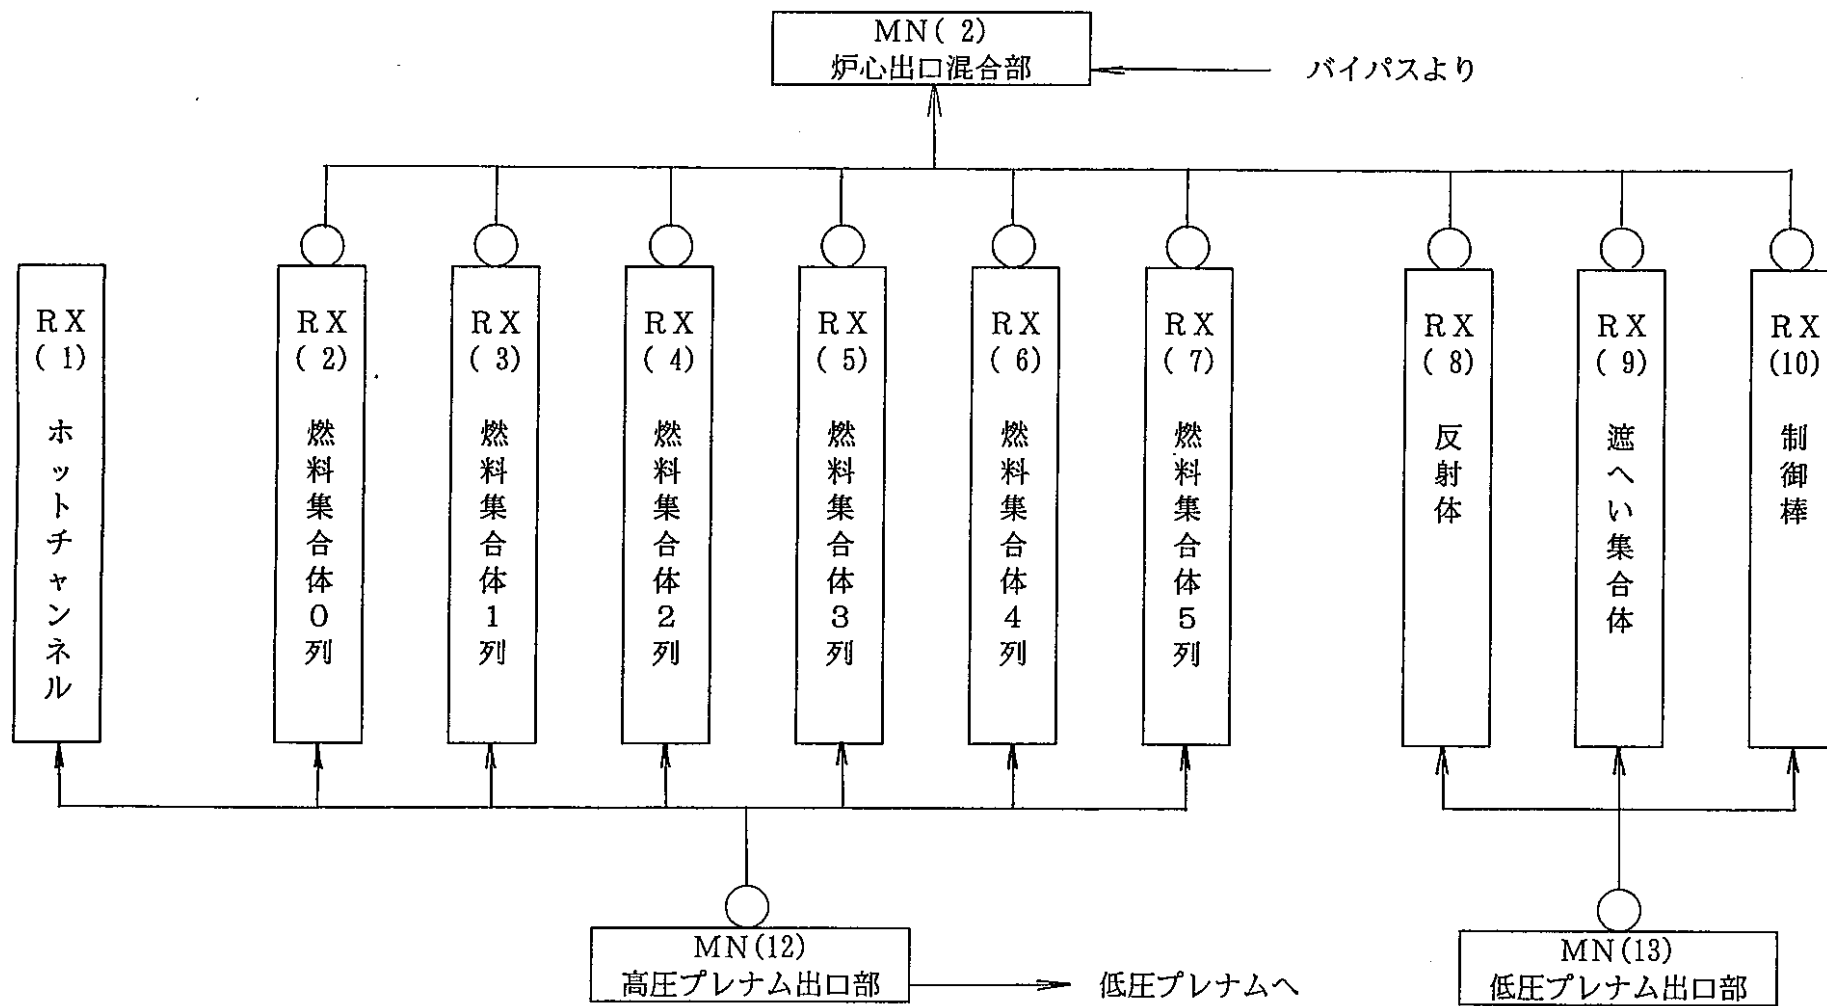 MN( 2)
炉心出口混合部
バイパスより
RX
( 1)
ホットチャンネル
RX
( 2)
燃料集合体0列
RX
( 3)
燃料集合体1列
RX
( 4)
燃料集合体2列
RX
( 5)
燃料集合体3列
RX
( 6)
燃料集合体4列
RX
( 7)
燃料集合体5列
RX
( 8)
反射体
RX
( 9)
遮へい集合体
RX
(10)
制御棒
MN(12)
高圧プレナム出口部
低圧プレナムへ
MN(13)
低圧プレナム出口部